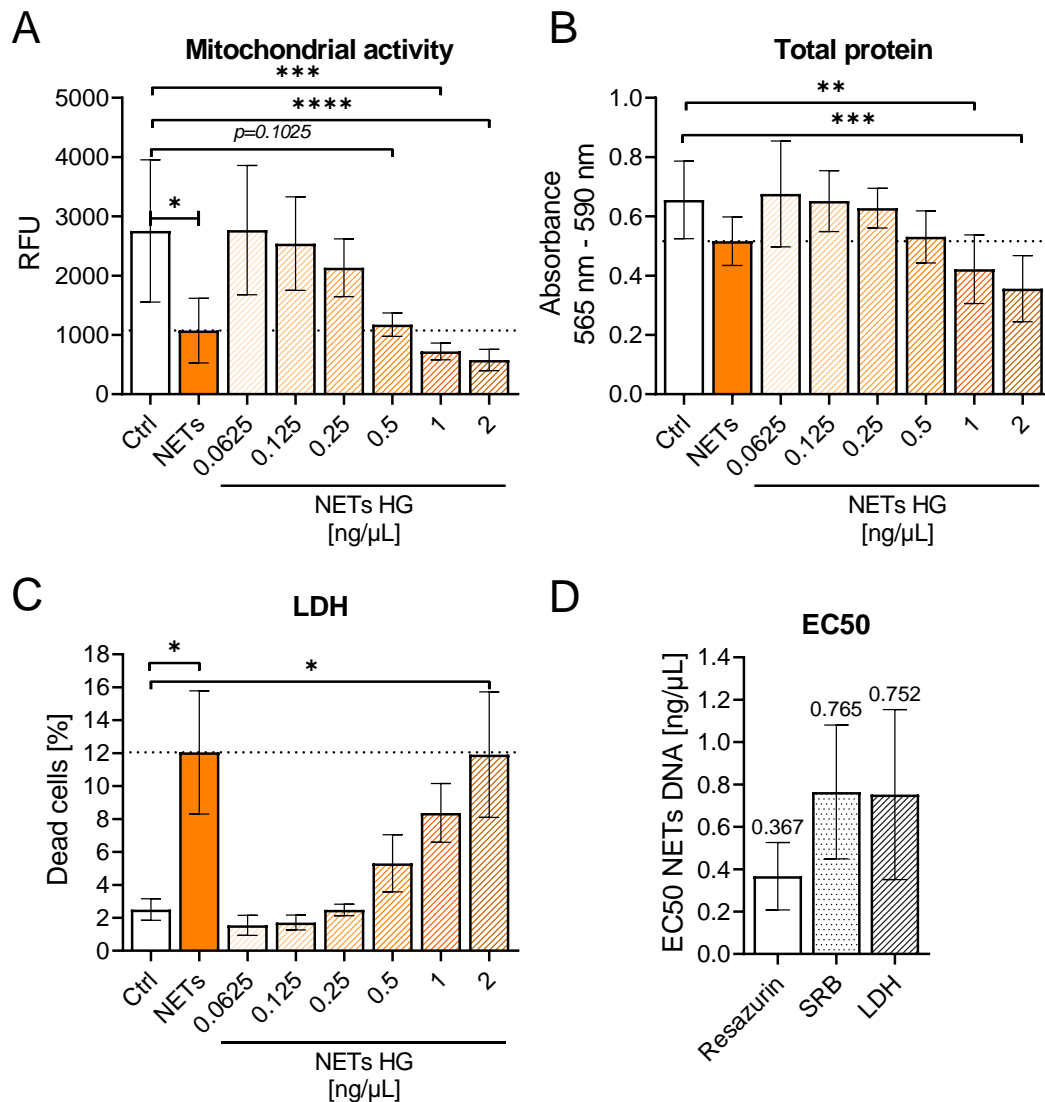 A
Mitochondrial activity
***
****
p=0.1025
*
RFU
5000
4000
3000
2000
1000
0
Ctrl
NETs
0.0625
0.125
0.25
0.5
1
2
NETs HG
[ng/µL]
B
Total protein
**
***
Absorbance
565 nm - 590 nm
1.0
0.8
0.6
0.4
0.2
0.0
Ctrl
NETs
0.0625
0.125
0.25
0.5
1
2
NETs HG
[ng/µL]
C
LDH
*
*
Dead cells [%]
18
16
14
12
10
8
6
4
2
0
Ctrl
NETs
0.0625
0.125
0.25
0.5
1
2
NETs HG
[ng/µL]
D
EC50
EC50 NETs DNA [ng/µL]
1.4
1.2
1.0
0.8
0.6
0.4
0.2
0.0
0.367
0.765
0.752
Resazurin
SRB
LDH